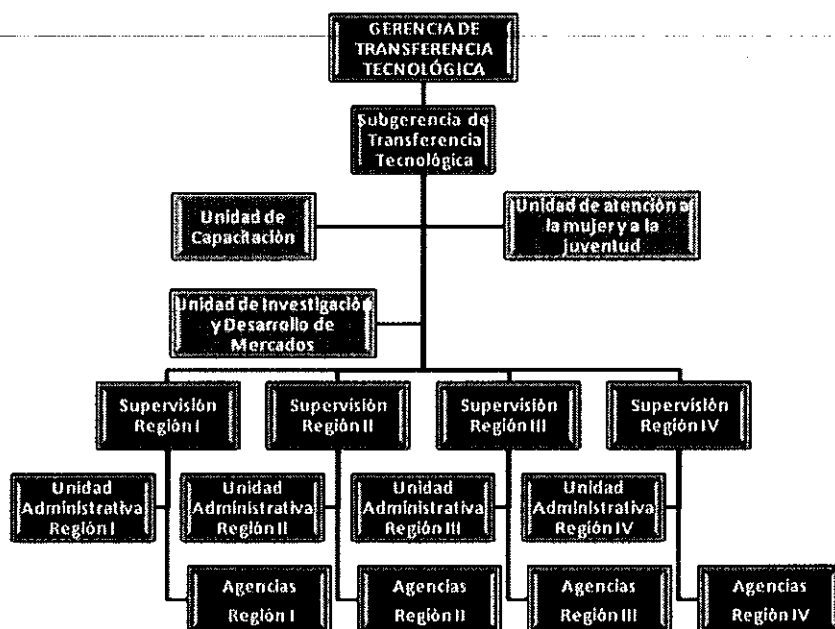 GERENCIA DE
TRANSFERENCIA
TECNOLÓGICA
Subgerencia de
Transferencia
Tecnológica
Unidad de
Capacitación
Unidad de atención a
la mujer y a la
juventud
Unidad de Investigación
y Desarrollo de
Mercados
Supervisión
Región I
Supervisión
Región II
Supervisión
Región III
Supervisión
Región IV
Unidad
Administrativa
Región I
Unidad
Administrativa
Región II
Unidad
Administrativa
Región III
Unidad
Administrativa
Región IV
Agencias
Región I
Agencias
Región II
Agencias
Región III
Agencias
Región IV